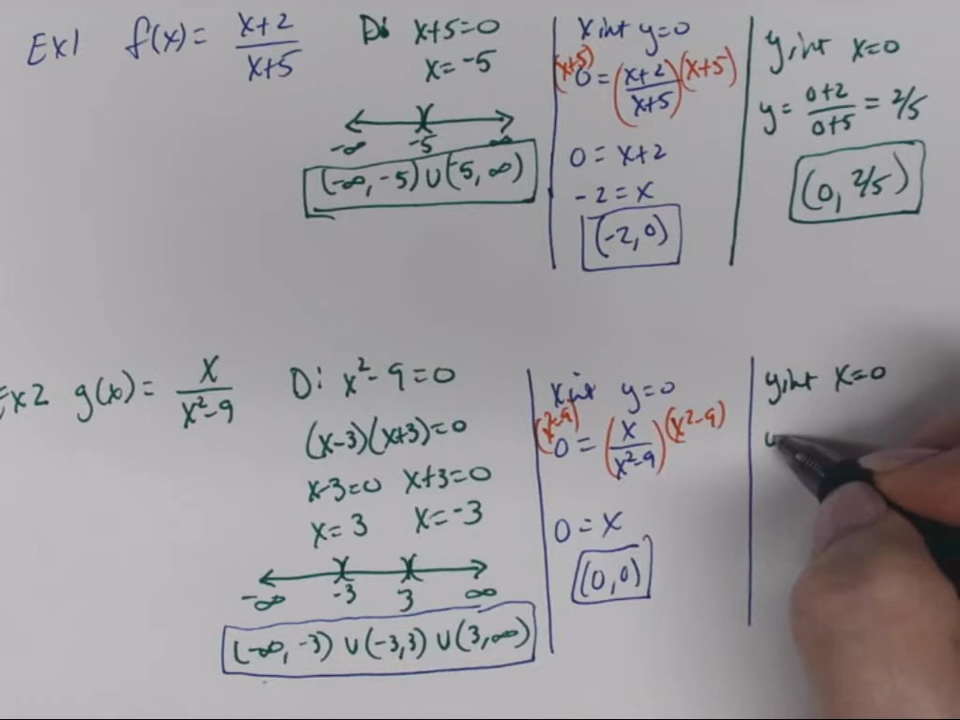 Ex1 f(x) = x+2 / x+5
D: x+5=0
x = -5
-∞ -5 ∞
(-∞, -5) ∪ (-5, ∞)
x int y=0
(x+5) 0 = (x+2 / x+5) (x+5)
0 = x+2
-2 = x
(-2, 0)
y int x=0
y = 0+2 / 0+5 = 2/5
(0, 2/5)
Ex2 g(x) = x / x²-9
D: x²-9=0
(x-3)(x+3)=0
x-3=0 x+3=0
x=3 x=-3
-∞ -3 3 ∞
(-∞, -3) ∪ (-3, 3) ∪ (3, ∞)
x int y=0
(x²-9) 0 = (x / x²-9) (x²-9)
0 = x
(0, 0)
y int x=0